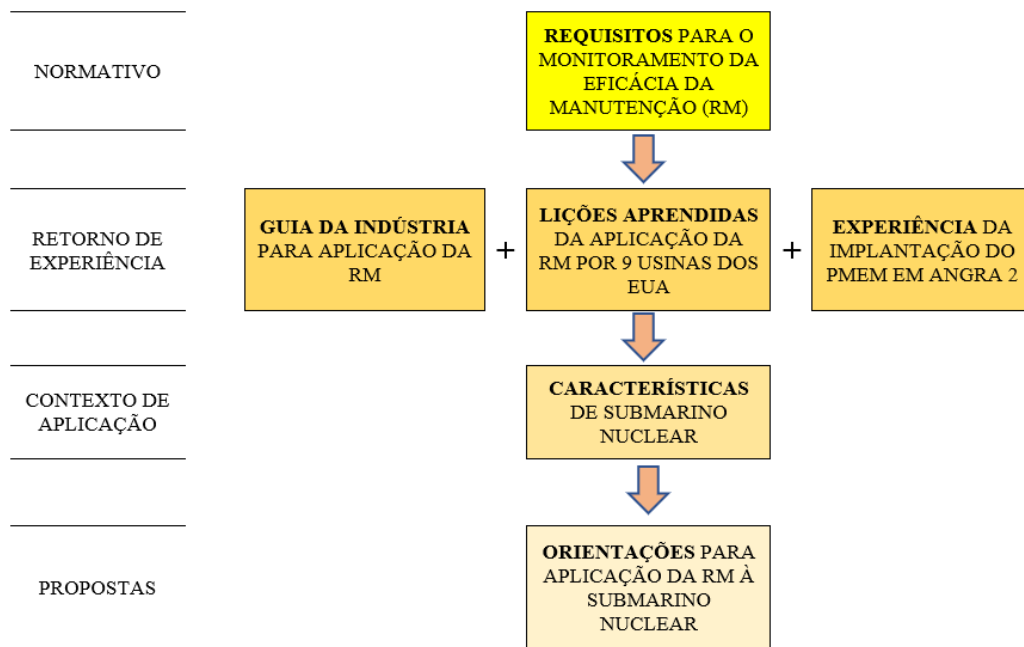 NORMATIVO
REQUISITOS PARA O
MONITORAMENTO DA
EFICÁCIA DA
MANUTENÇÃO (RM)
RETORNO DE
EXPERIÊNCIA
GUIA DA INDÚSTRIA
PARA APLICAÇÃO DA
RM
+
LIÇÕES APRENDIDAS
DA APLICAÇÃO DA
RM POR 9 USINAS DOS
EUA
+
EXPERIÊNCIA DA
IMPLANTAÇÃO DO
PMEM EM ANGRA 2
CONTEXTO DE
APLICAÇÃO
CARACTERÍSTICAS
DE SUBMARINO
NUCLEAR
PROPOSTAS
ORIENTAÇÕES PARA
APLICAÇÃO DA RM À
SUBMARINO
NUCLEAR